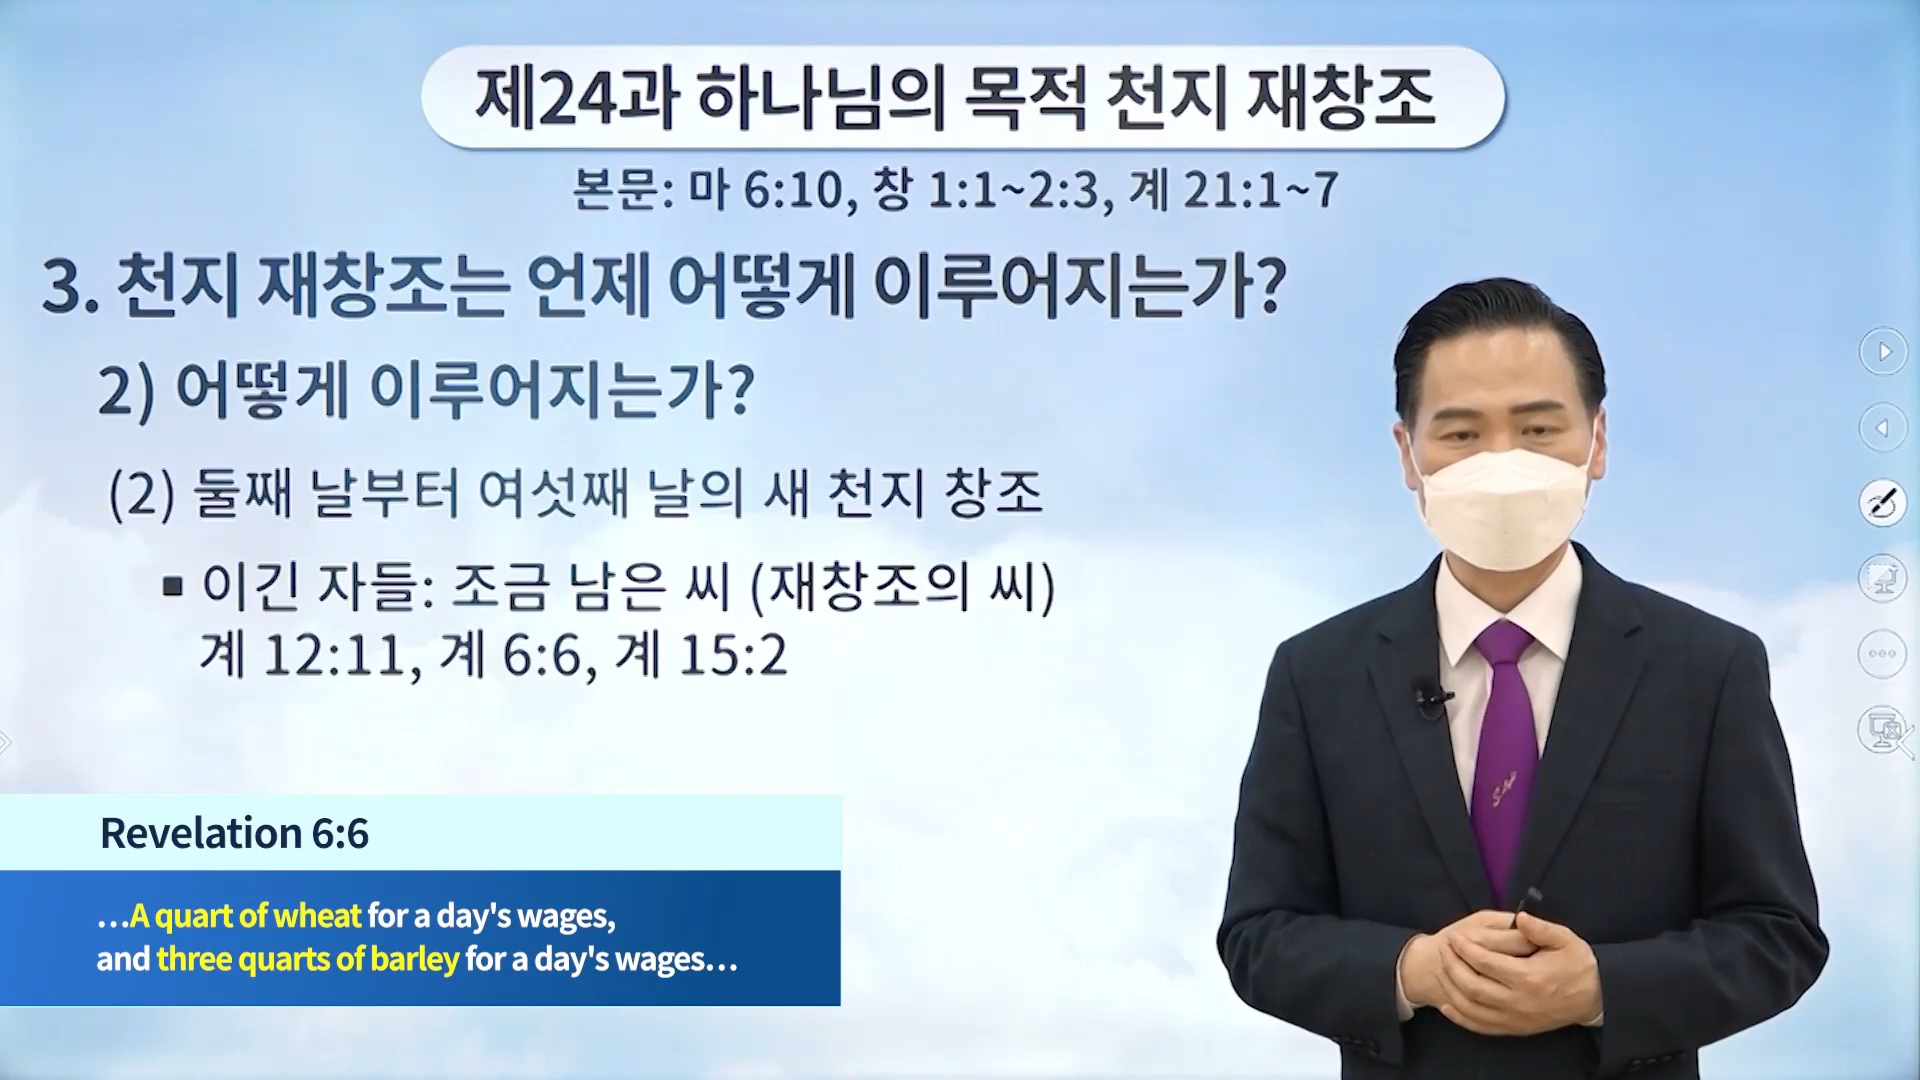 제24과 하나님의 목적 천지 재창조
본문: 마 6:10, 창 1:1~2:3, 계 21:1~7
3. 천지 재창조는 언제 어떻게 이루어지는가?
2) 어떻게 이루어지는가?
(2) 둘째 날부터 여섯째 날의 새 천지 창조
▪ 이긴 자들: 조금 남은 씨 (재창조의 씨)
계 12:11, 계 6:6, 계 15:2
Revelation 6:6
…A quart of wheat for a day's wages,
and three quarts of barley for a day's wages…